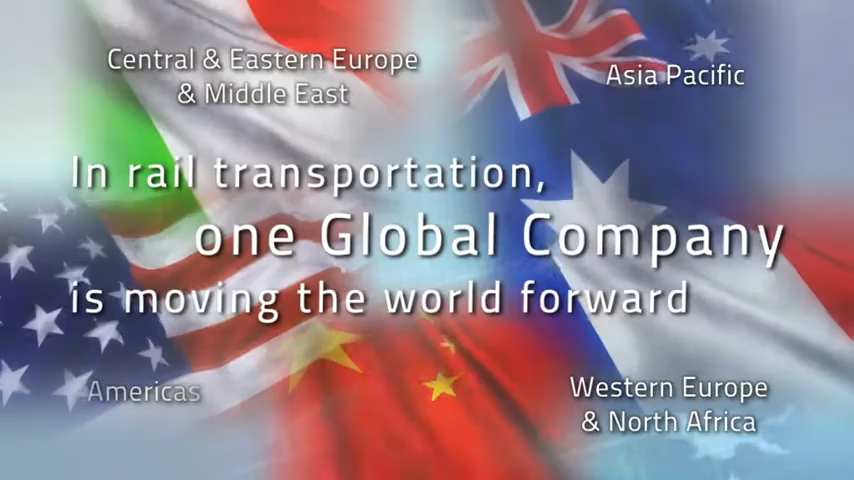 Central & Eastern Europe
& Middle East
Asia Pacific
In rail transportation,
one Global Company
is moving the world forward
Americas
Western Europe
& North Africa